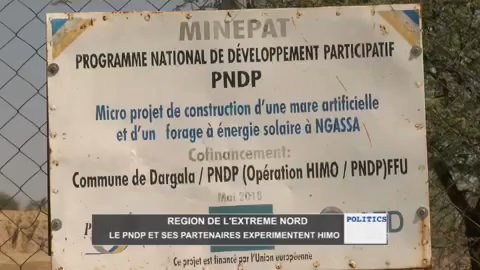 MINEPAT
PROGRAMME NATIONAL DE DÉVELOPPEMENT PARTICIPATIF
PNDP
Micro projet de construction d'une mare artificielle
et d'un forage à énergie solaire à NGASSA
Cofinancement:
Commune de Dargala / PNDP (Opération HIMO / PNDP)FFU
Mai 2018
REGION DE L'EXTREME NORD
LE PNDP ET SES PARTENAIRES EXPERIMENTENT HIMO
POLITICS
Ce projet est financé par l'Union européenne